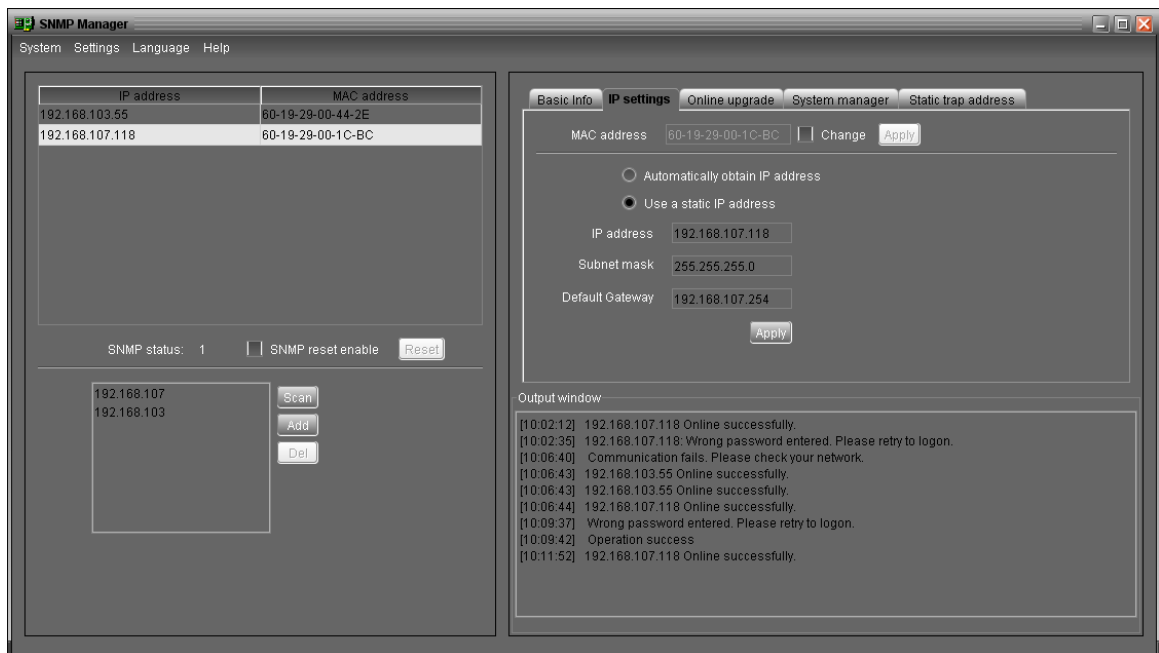 SNMP Manager
System Settings Language Help
IP address MAC address
192.168.103.55 60-19-29-00-44-2E
192.168.107.118 60-19-29-00-1C-BC
SNMP status: 1 SNMP reset enable Reset
192.168.107
192.168.103
Scan
Add
Del
Basic Info IP settings Online upgrade System manager Static trap address
MAC address 60-19-29-00-1C-BC Change Apply
Automatically obtain IP address
Use a static IP address
IP address 192.168.107.118
Subnet mask 255.255.255.0
Default Gateway 192.168.107.254
Apply
Output window
[10:02:12] 192.168.107.118 Online successfully.
[10:02:35] 192.168.107.118: Wrong password entered. Please retry to logon.
[10:06:40] Communication fails. Please check your network.
[10:06:43] 192.168.103.55 Online successfully.
[10:06:43] 192.168.103.55 Online successfully.
[10:06:44] 192.168.107.118 Online successfully.
[10:09:37] Wrong password entered. Please retry to logon.
[10:09:42] Operation success
[10:11:52] 192.168.107.118 Online successfully.